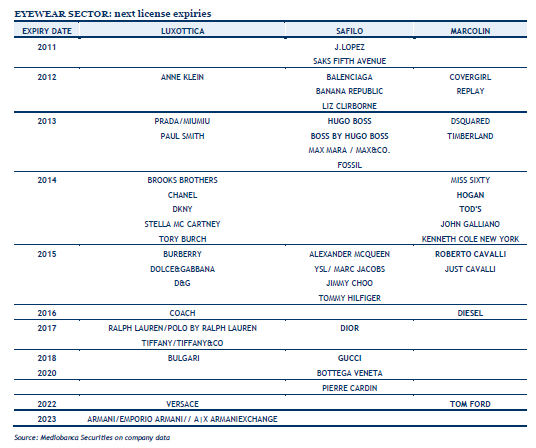 EYEWEAR SECTOR: next license expiries
EXPIRY DATE LUXOTTICA SAFILO MARCOLIN
2011 J.LOPEZ
SAKS FIFTH AVENUE
2012 ANNE KLEIN BALENCIAGA COVERGIRL
BANANA REPUBLIC REPLAY
LIZ CLIRBORNE
2013 PRADA/MIUMIU HUGO BOSS DSQUARED
PAUL SMITH BOSS BY HUGO BOSS TIMBERLAND
MAX MARA / MAX&CO.
FOSSIL
2014 BROOKS BROTHERS MISS SIXTY
CHANEL HOGAN
DKNY TOD'S
STELLA MC CARTNEY JOHN GALLIANO
TORY BURCH KENNETH COLE NEW YORK
2015 BURBERRY ALEXANDER MCQUEEN ROBERTO CAVALLI
DOLCE&GABBANA YSL/ MARC JACOBS JUST CAVALLI
D&G JIMMY CHOO
TOMMY HILFIGER
2016 COACH DIESEL
2017 RALPH LAUREN/POLO BY RALPH LAUREN DIOR
TIFFANY/TIFFANY&CO
2018 BULGARI GUCCI
2020 BOTTEGA VENETA
PIERRE CARDIN
2022 VERSACE TOM FORD
2023 ARMANI/EMPORIO ARMANI// A|X ARMANIEXCHANGE
Source: Mediobanca Securities on company data